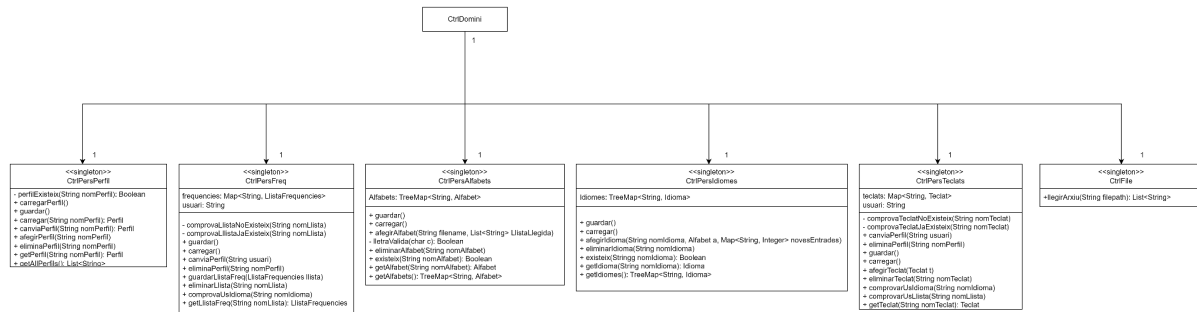 CtrlDomini
1
1
<<singleton>>
CtrlPersPerfil
- perfilExisteix(String nomPerfil): Boolean
+ carregarPerfil()
+ guardar()
+ carregar(String nomPerfil): Perfil
+ canviaPerfil(String nomPerfil): Perfil
+ afegirPerfil(String nomPerfil)
+ eliminaPerfil(String nomPerfil)
+ getPerfil(String nomPerfil): Perfil
+ getAllPerfils(): List<String>
1
<<singleton>>
CtrlPersFreq
frequencies: Map<String, LlistaFrequencies>
usuari: String
- comprovaLlistaNoExisteix(String nomLlista)
- comprovaLlistaJaExisteix(String nomLlista)
+ guardar()
+ carregar()
+ canviaPerfil(String usuari)
+ eliminaPerfil(String nomPerfil)
+ guardarLlistaFreq(LlistaFrequencies llista)
+ eliminarLlista(String nomLlista)
+ comprovaUsIdioma(String nomIdioma)
+ getLlistaFreq(String nomLlista): LlistaFrequencies
1
<<singleton>>
CtrlPersAlfabets
Alfabets: TreeMap<String, Alfabet>
+ guardar()
+ carregar()
+ afegirAlfabet(String filename, List<String> LlistaLlegida)
- lletraValida(char c): Boolean
+ eliminarAlfabet(String nomAlfabet)
+ existeix(String nomAlfabet): Boolean
+ getAlfabet(String nomAlfabet): Alfabet
+ getAlfabets(): TreeMap<String, Alfabet>
1
<<singleton>>
CtrlPersIdiomes
Idiomes: TreeMap<String, Idioma>
+ guardar()
+ carregar()
+ afegirIdioma(String nomIdioma, Alfabet a, Map<String, Integer> novesEntrades)
+ eliminarIdioma(String nomIdioma)
+ existeix(String nomIdioma): Boolean
+ getIdioma(String nomIdioma): Idioma
+ getIdiomes(): TreeMap<String, Idioma>
1
<<singleton>>
CtrlPersTeclats
teclats: Map<String, Teclat>
usuari: String
- comprovaTeclatNoExisteix(String nomTeclat)
- comprovaTeclatJaExisteix(String nomTeclat)
+ canviaPerfil(String usuari)
+ eliminaPerfil(String nomPerfil)
+ guardar()
+ carregar()
+ afegirTeclat(Teclat t)
+ eliminarTeclat(String nomTeclat)
+ comprovarUsIdioma(String nomIdioma)
+ comprovarUsLlista(String nomLlista)
+ getTeclat(String nomTeclat): Teclat
1
<<singleton>>
CtrlFile
+llegirArxiu(String filepath): List<String>